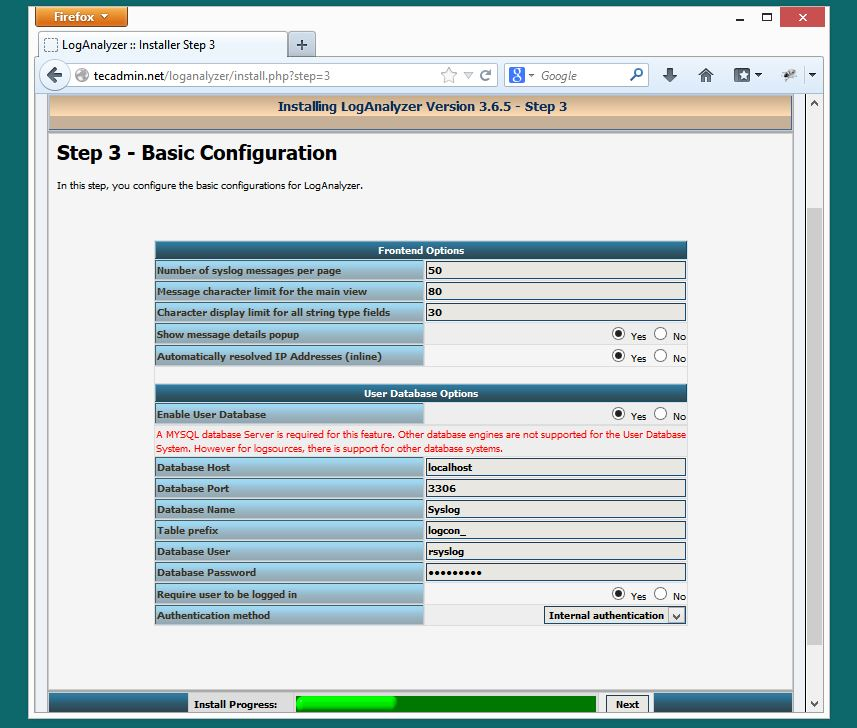 Firefox
LogAnalyzer :: Installer Step 3
tecadmin.net/loganalyzer/install.php?step=3
Google
Installing LogAnalyzer Version 3.6.5 - Step 3
Step 3 - Basic Configuration
In this step, you configure the basic configurations for LogAnalyzer.
Frontend Options
Number of syslog messages per page 50
Message character limit for the main view 80
Character display limit for all string type fields 30
Show message details popup Yes No
Automatically resolved IP Addresses (inline) Yes No
User Database Options
Enable User Database Yes No
A MYSQL database Server is required for this feature. Other database engines are not supported for the User Database
System. However for logsources, there is support for other database systems.
Database Host localhost
Database Port 3306
Database Name Syslog
Table prefix logcon_
Database User rsyslog
Database Password •••••••••
Require user to be logged in Yes No
Authentication method Internal authentication
Install Progress: Next